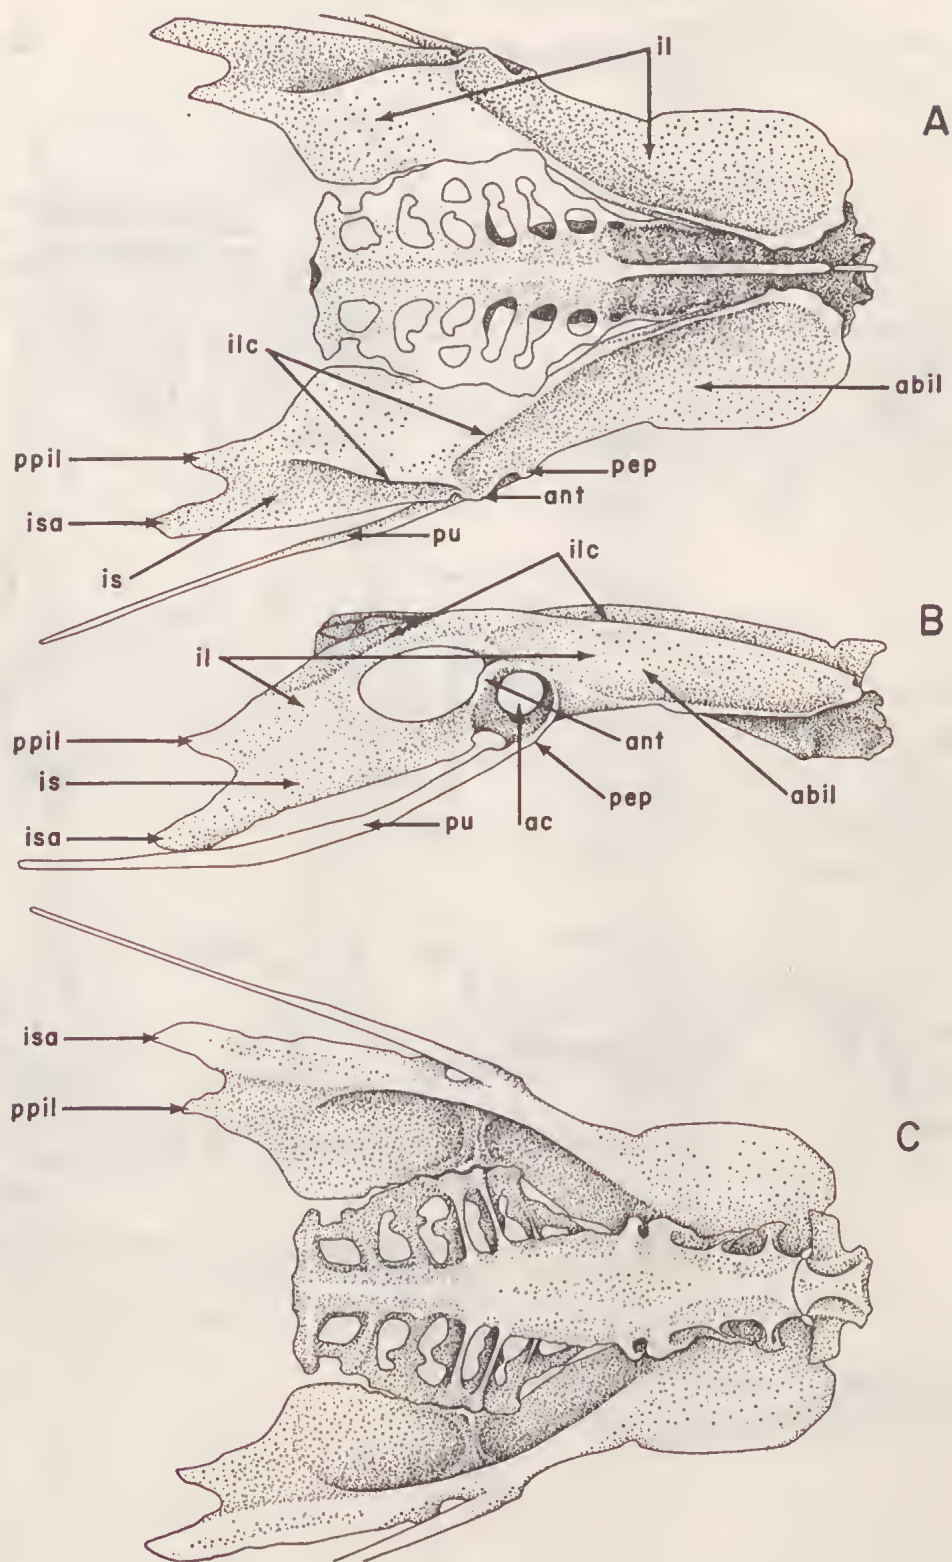 il
A
ilc
abil
ppil
pep
ant
isa
pu
is
ilc
B
il
ppil
ant
is
pep
abil
pu
ac
isa
isa
ppil
C